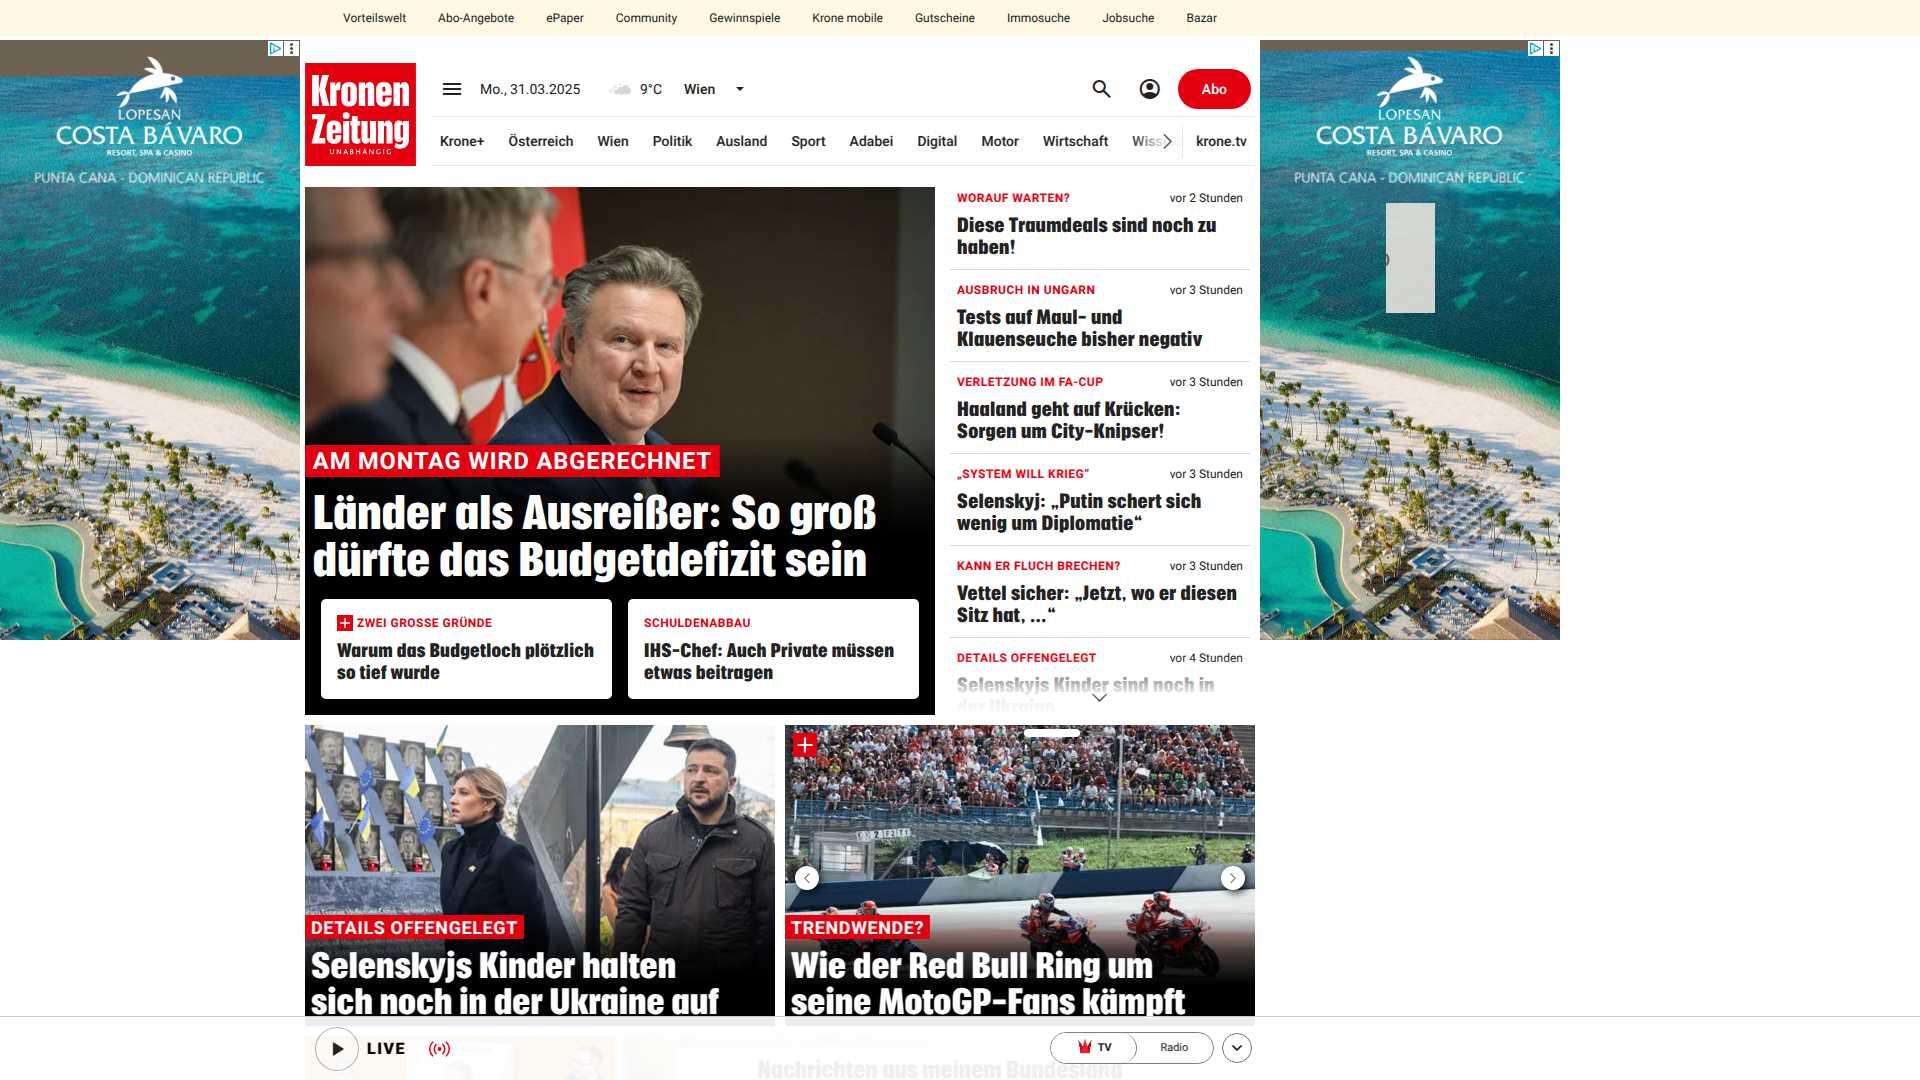 Vorteilswelt Abo-Angebote ePaper Community Gewinnspiele Krone mobile Gutscheine Immosuche Jobsuche Bazar
LOPESAN
COSTA BÁVARO
RESORT, SPA & CASINO
PUNTA CANA - DOMINICAN REPUBLIC
Kronen
Zeitung
UNABHÄNGIG
Mo., 31.03.2025 9°C Wien
Abo
Krone+ Österreich Wien Politik Ausland Sport Adabei Digital Motor Wirtschaft Wiss krone.tv
AM MONTAG WIRD ABGERECHNET
Länder als Ausreißer: So groß
dürfte das Budgetdefizit sein
ZWEI GROSSE GRÜNDE
Warum das Budgetloch plötzlich
so tief wurde
SCHULDENABBAU
IHS-Chef: Auch Private müssen
etwas beitragen
WORAUF WARTEN? vor 2 Stunden
Diese Traumdeals sind noch zu
haben!
AUSBRUCH IN UNGARN vor 3 Stunden
Tests auf Maul- und
Klauenseuche bisher negativ
VERLETZUNG IM FA-CUP vor 3 Stunden
Haaland geht auf Krücken:
Sorgen um City-Knipser!
„SYSTEM WILL KRIEG“ vor 3 Stunden
Selenskyj: „Putin schert sich
wenig um Diplomatie“
KANN ER FLUCH BRECHEN? vor 3 Stunden
Vettel sicher: „Jetzt, wo er diesen
Sitz hat, ...“
DETAILS OFFENGELEGT vor 4 Stunden
Selenskyjs Kinder sind noch in
der Ukraine
LOPESAN
COSTA BÁVARO
RESORT, SPA & CASINO
PUNTA CANA - DOMINICAN REPUBLIC
DETAILS OFFENGELEGT
Selenskyjs Kinder halten
sich noch in der Ukraine auf
TRENDWENDE?
Wie der Red Bull Ring um
seine MotoGP-Fans kämpft
LIVE
TV Radio
Nachrichten aus meinem Bundesland